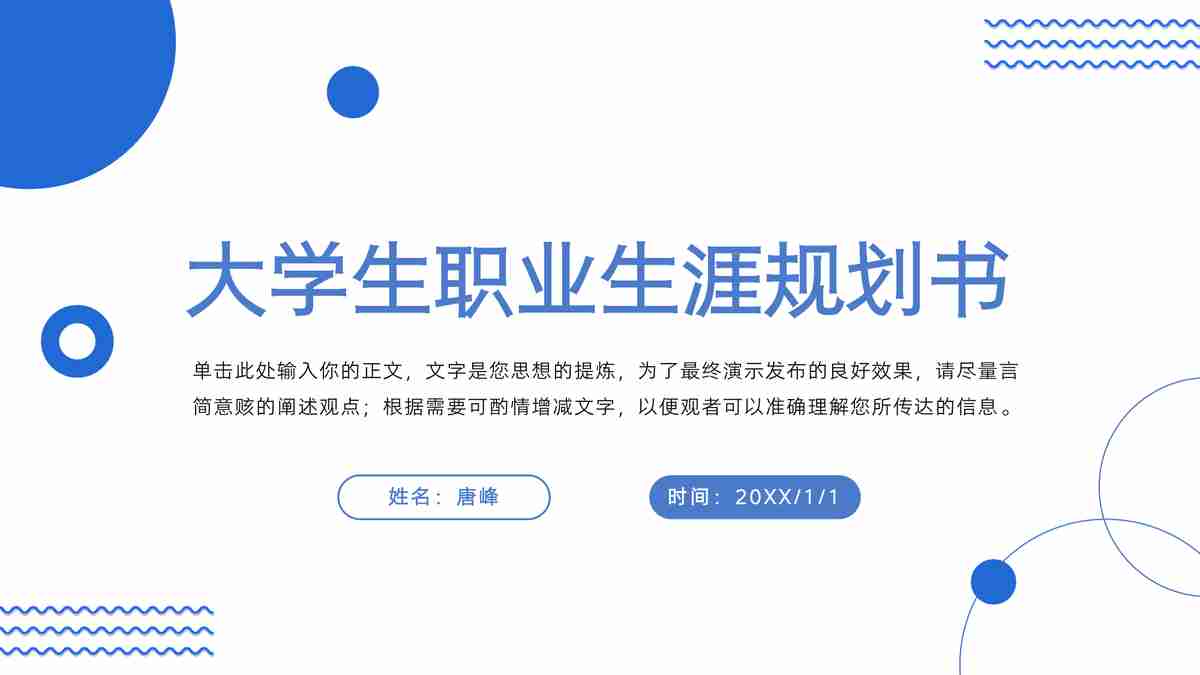 大学生职业生涯规划书
单击此处输入你的正文，文字是您思想的提炼，为了最终演示发布的良好效果，请尽量言
简意赅的阐述观点；根据需要可酌情增减文字，以便观者可以准确理解您所传达的信息。
姓名：唐峰
时间：20XX/1/1